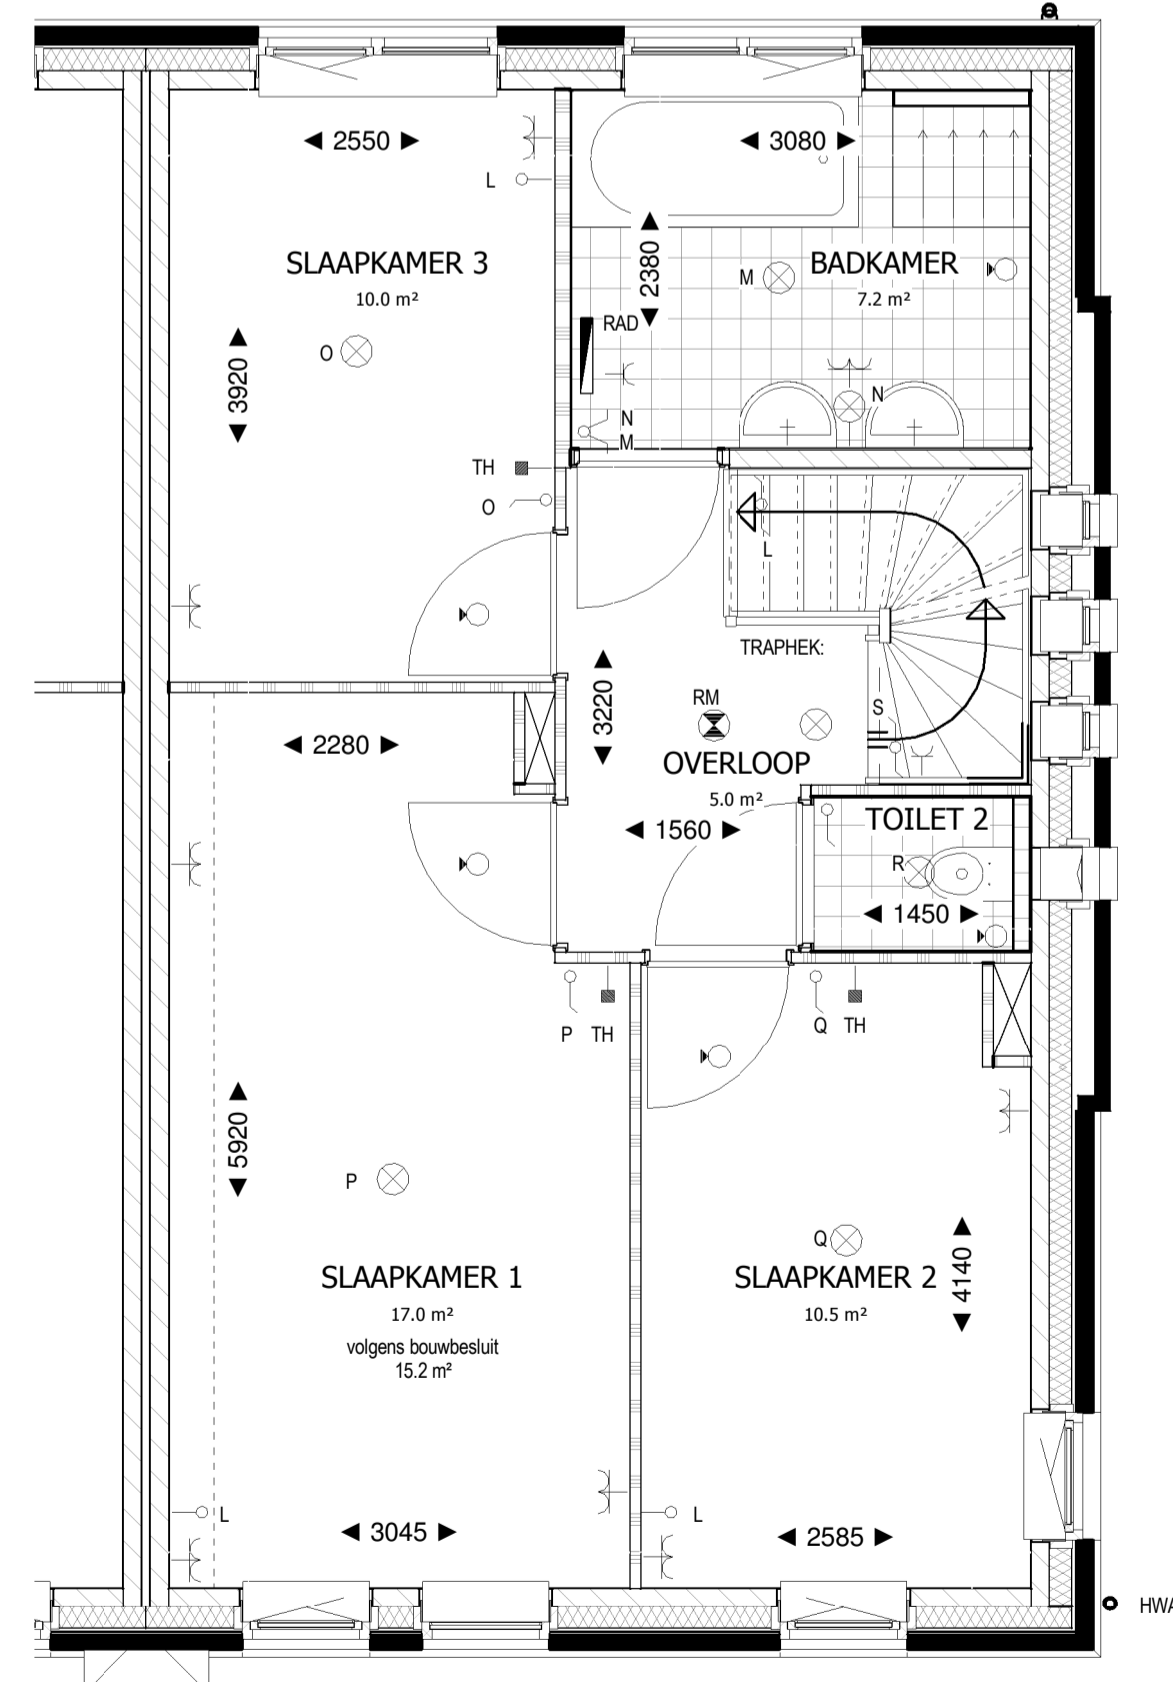 2550
3080
L
SLAAPKAMER 3
10.0 m²
2380
M
BADKAMER
7.2 m²
RAD
O
3920
N
N
M
TH
O
L
TRAPHEK:
3220
RM
S
2280
OVERLOOP
5.0 m²
1560
TOILET 2
R
1450
P
TH
Q
TH
5920
P
Q
SLAAPKAMER 1
17.0 m²
volgens bouwbesluit
15.2 m²
SLAAPKAMER 2
10.5 m²
4140
L
L
3045
2585
HWA